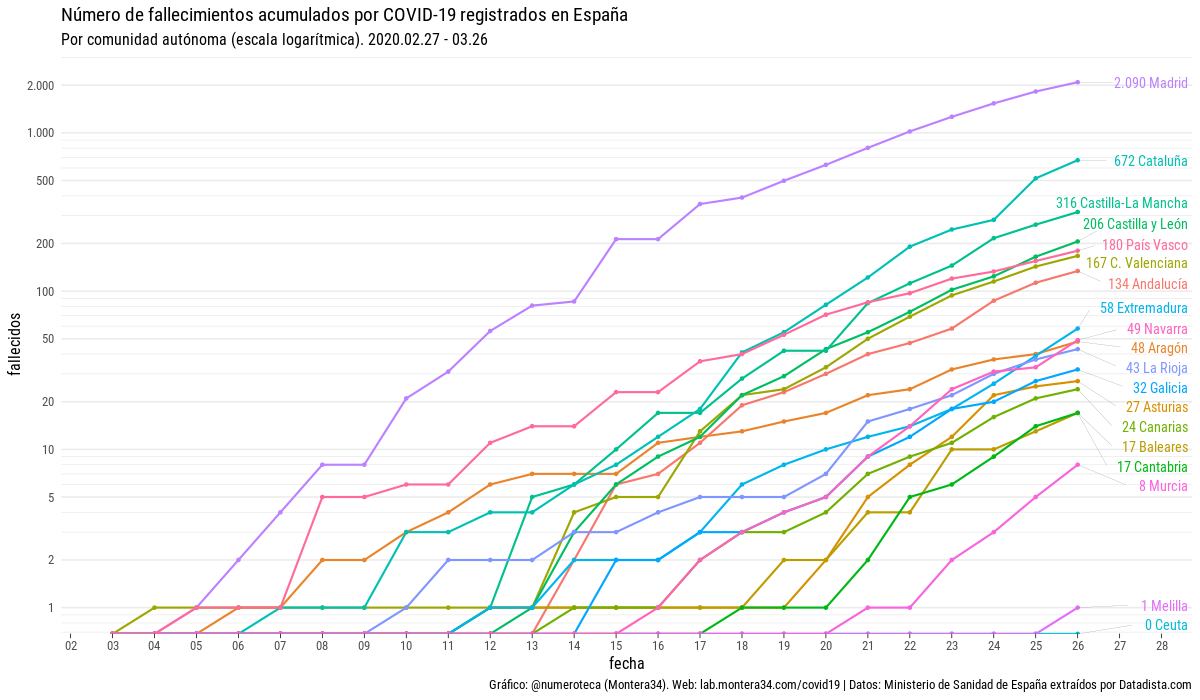 Número de fallecimientos acumulados por COVID-19 registrados en España
Por comunidad autónoma (escala logarítmica). 2020.02.27 - 03.26
fallecidos
2.000
1.000
500
200
100
50
20
10
5
2
1
2.090 Madrid
672 Cataluña
316 Castilla-La Mancha
206 Castilla y León
180 País Vasco
167 C. Valenciana
134 Andalucía
58 Extremadura
49 Navarra
48 Aragón
43 La Rioja
32 Galicia
27 Asturias
24 Canarias
17 Baleares
17 Cantabria
8 Murcia
1 Melilla
0 Ceuta
02 03 04 05 06 07 08 09 10 11 12 13 14 15 16 17 18 19 20 21 22 23 24 25 26 27 28
fecha
Gráfico: @numeroteca (Montera34). Web: lab.montera34.com/covid19 | Datos: Ministerio de Sanidad de España extraídos por Datadista.com